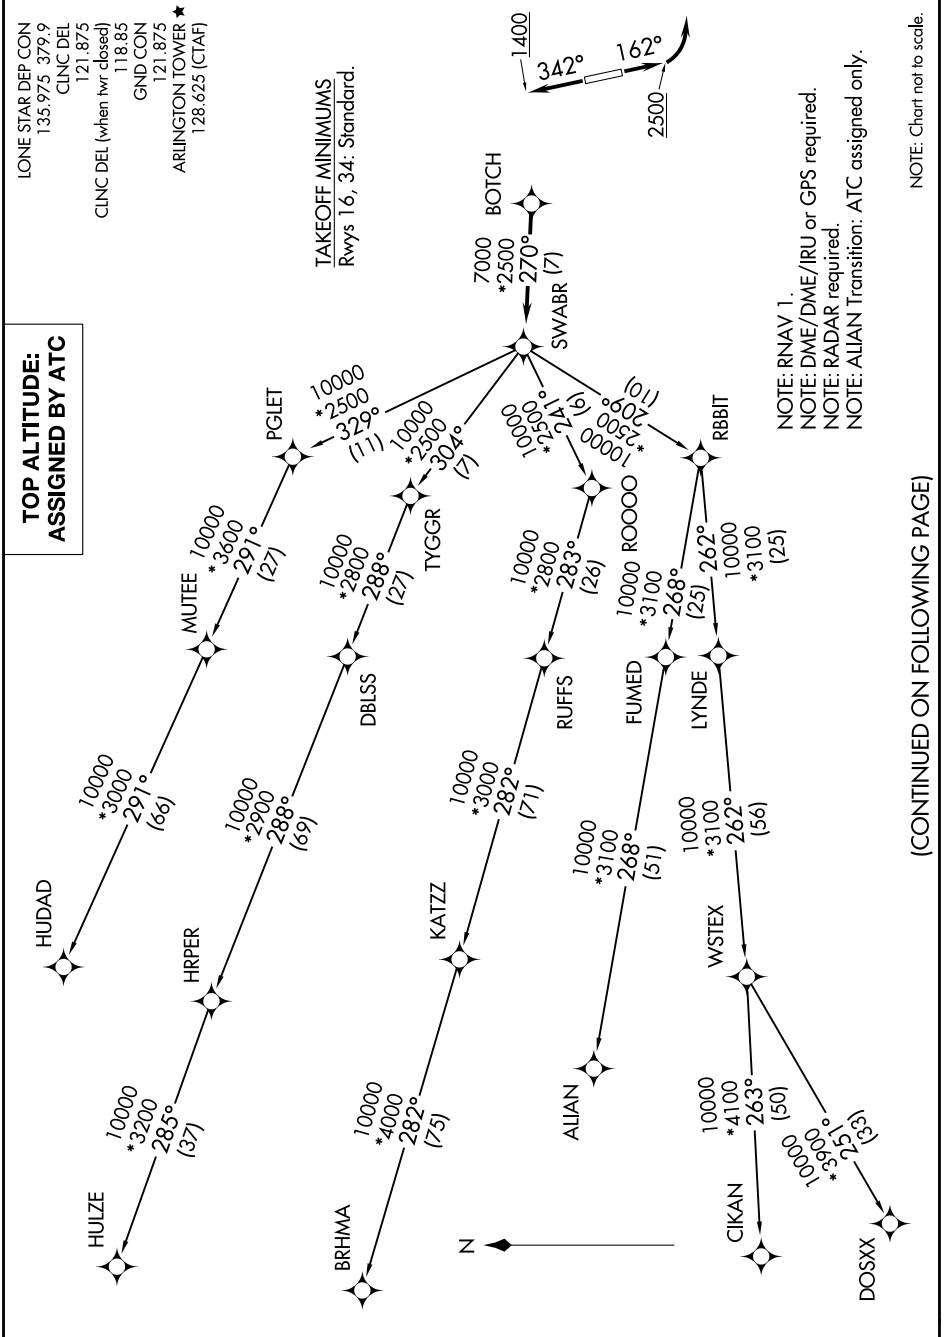 LONE STAR DEP CON
135.975 379.9
CLNC DEL
121.875
CLNC DEL (when twr closed)
118.85
GND CON
121.875
ARLINGTON TOWER ★
128.625 (CTAF)
TOP ALTITUDE:
ASSIGNED BY ATC
TAKEOFF MINIMUMS
Rwys 16, 34: Standard.
1400
342°
162°
2500
BOTCH
7000
*2500
270°
(7)
SWABR
10000
*2500
329°
(11)
PGLET
10000
*3600
291°
(27)
MUTEE
10000
*3000
291°
(66)
HUDAD
10000
*2500
304°
(7)
TYGGR
10000
*2800
288°
(27)
DBLSS
10000
*2900
288°
(69)
HRPER
10000
*3200
285°
(37)
HULZE
10000
*2500
241°
(9)
ROOOO
10000
*2800
283°
(26)
RUFFS
10000
*3000
282°
(71)
KATZZ
10000
*4000
282°
(75)
BRHMA
10000
*2500
209°
(10)
RBBIT
10000
*3100
268°
(25)
FUMED
10000
*3100
268°
(51)
ALIAN
262°
10000
*3100
(25)
LYNDE
10000
*3100
262°
(56)
WSTEX
10000
*4100
263°
(50)
CIKAN
10000
*3900
251°
(33)
DOSXX
N
NOTE: RNAV 1.
NOTE: DME/DME/IRU or GPS required.
NOTE: RADAR required.
NOTE: ALIAN Transition: ATC assigned only.
NOTE: Chart not to scale.
(CONTINUED ON FOLLOWING PAGE)